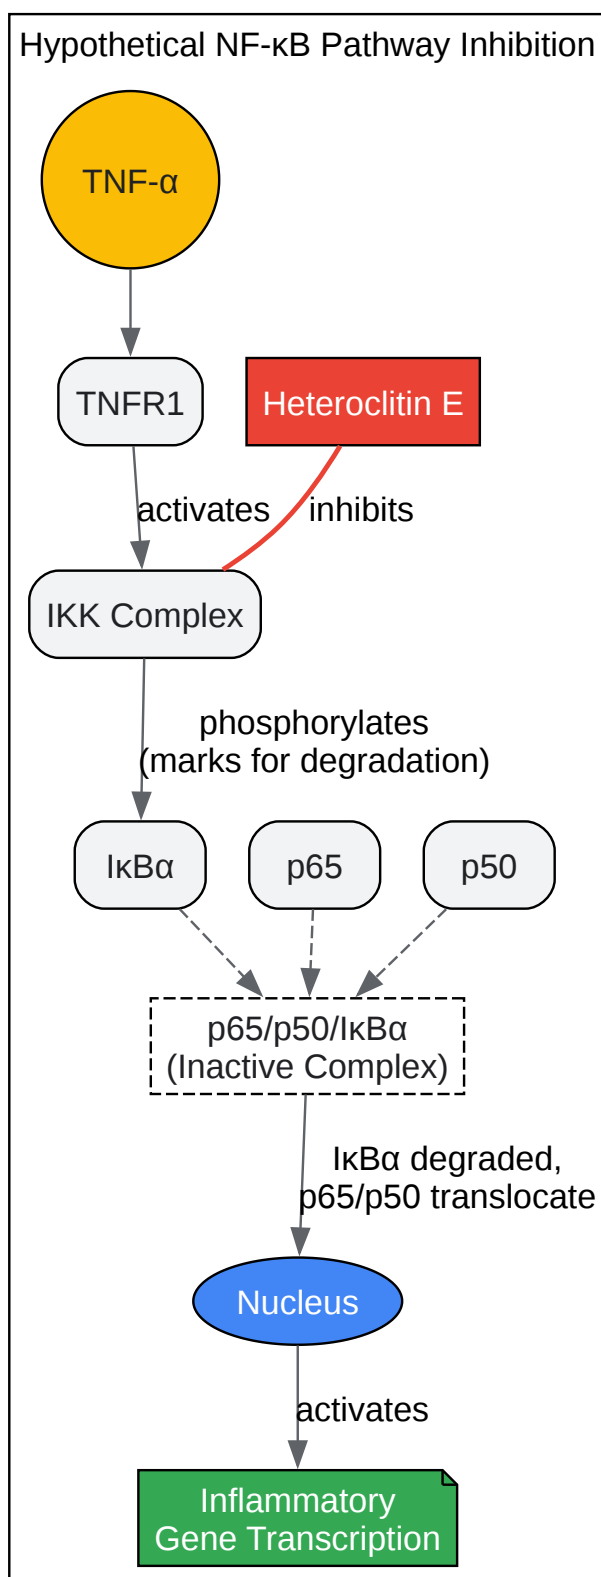 Hypothetical NF-κB Pathway Inhibition
TNF-α
TNFR1
Heteroclitin E
activates
inhibits
IKK Complex
phosphorylates
(marks for degradation)
IκBα
p65
p50
p65/p50/IκBα
(Inactive Complex)
IκBα degraded,
p65/p50 translocate
Nucleus
activates
Inflammatory
Gene Transcription